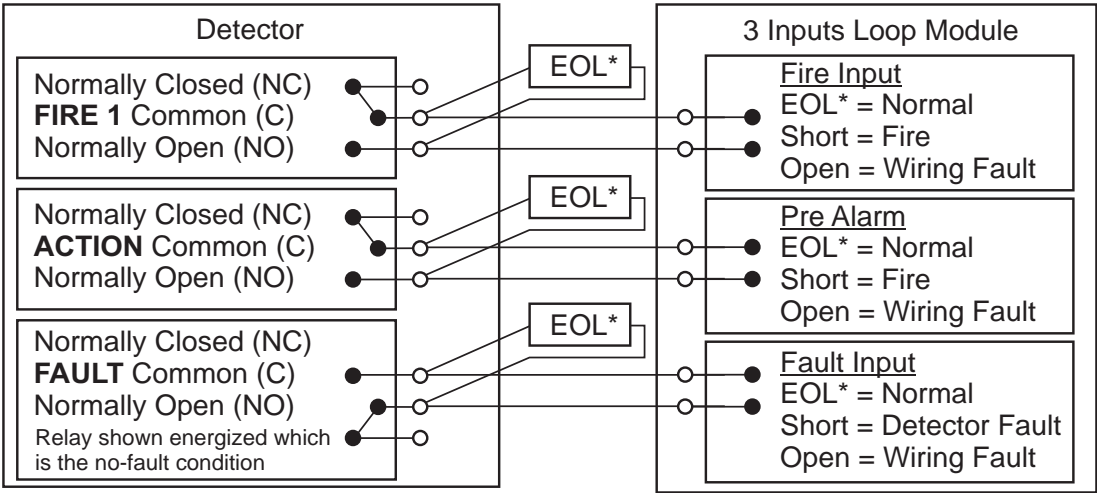 Detector
Normally Closed (NC)
FIRE 1 Common (C)
Normally Open (NO)
Normally Closed (NC)
ACTION Common (C)
Normally Open (NO)
Normally Closed (NC)
FAULT Common (C)
Normally Open (NO)
Relay shown energized which
is the no-fault condition
EOL*
EOL*
EOL*
3 Inputs Loop Module
Fire Input
EOL* = Normal
Short = Fire
Open = Wiring Fault
Pre Alarm
EOL* = Normal
Short = Fire
Open = Wiring Fault
Fault Input
EOL* = Normal
Short = Detector Fault
Open = Wiring Fault